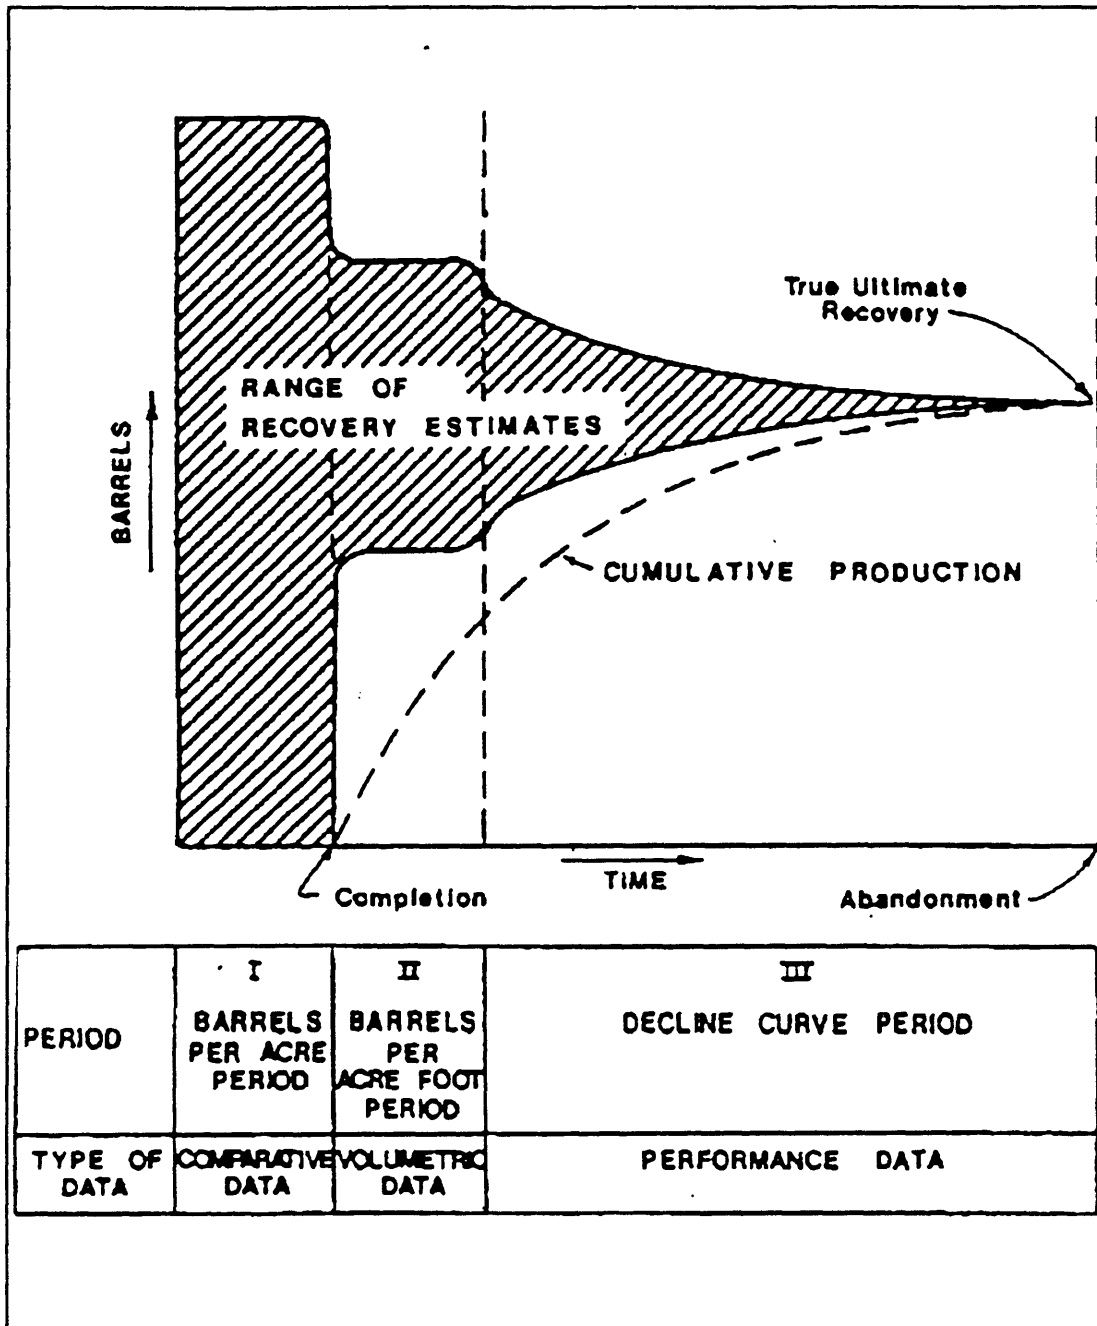 True Ultimate
Recovery
RANGE OF
RECOVERY ESTIMATES
BARRELS
CUMULATIVE PRODUCTION
TIME
Completion
Abandonment
PERIOD
I
BARRELS
PER ACRE
PERIOD
II
BARRELS
PER
ACRE FOOT
PERIOD
III
DECLINE CURVE PERIOD
TYPE OF
DATA
COMPARATIVE
DATA
VOLUMETRIC
DATA
PERFORMANCE DATA